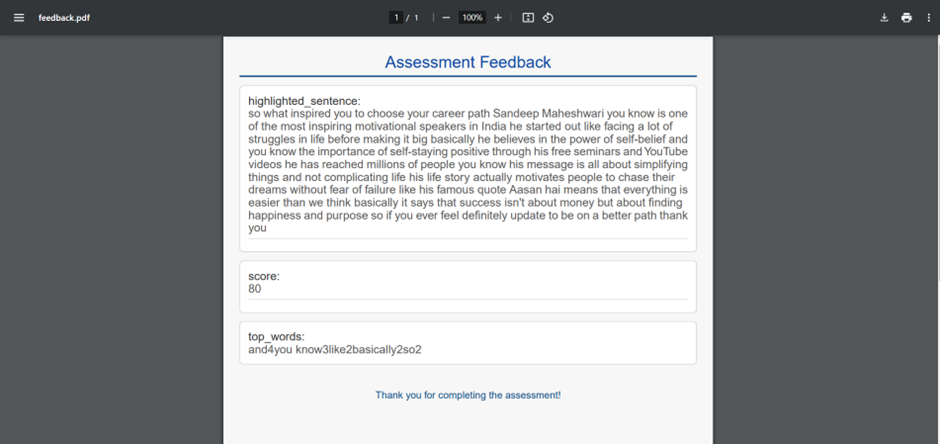 feedback.pdf
1 / 1
100%
Assessment Feedback
highlighted_sentence:
so what inspired you to choose your career path Sandeep Maheshwari you know is one
of the most inspiring motivational speakers in India he started out like facing a lot of
struggles in life before making it big basically he believes in the power of self-belief and
you know the importance of self-staying positive through his free seminars and YouTube
videos he has reached millions of people you know his message is all about simplifying
things and not complicating life his life story actually motivates people to chase their
dreams without fear of failure like his famous quote Aasan hai means that everything is
easier than we think basically it says that success isn't about money but about finding
happiness and purpose so if you ever feel definitely update to be on a better path thank
you
score:
80
top_words:
and4you know3like2basically2so2
Thank you for completing the assessment!